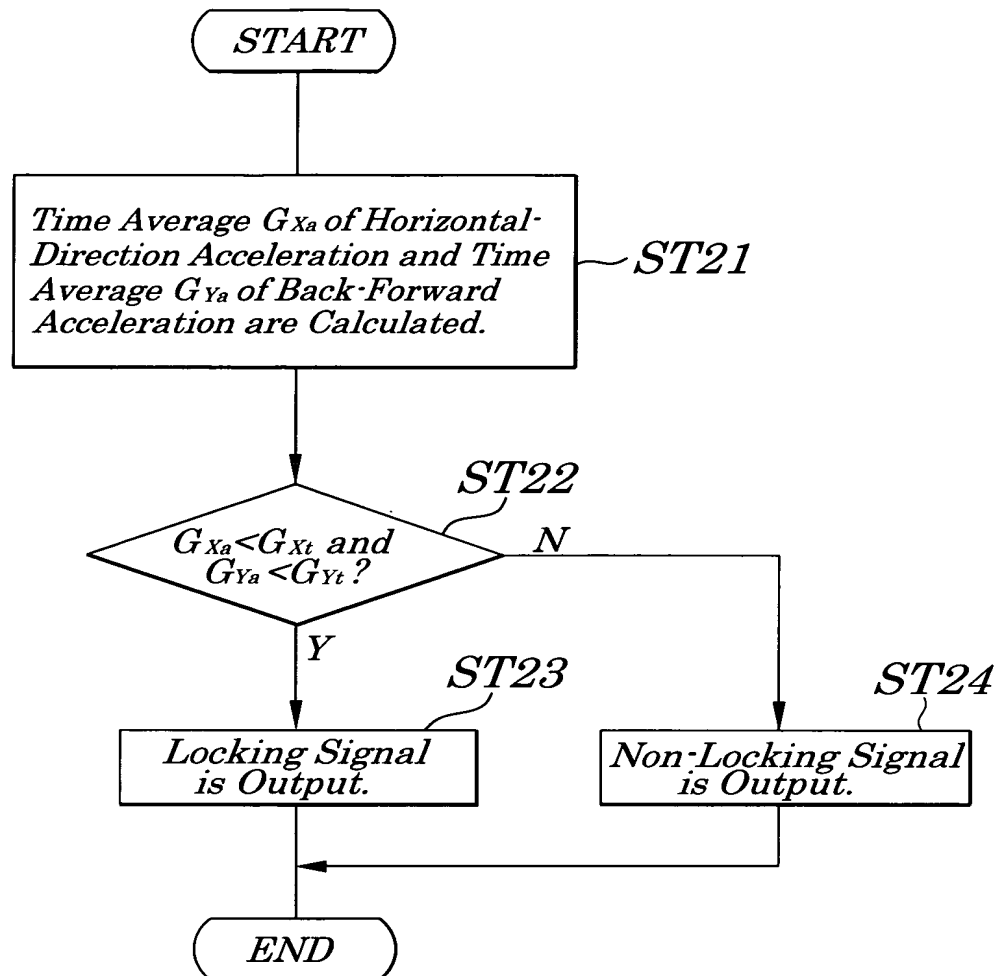 START
Time Average GXa of Horizontal-
Direction Acceleration and Time
Average GYa of Back-Forward
Acceleration are Calculated.
ST21
ST22
GXa<GXt and
GYa<GYt?
N
Y
ST23
ST24
Locking Signal
is Output.
Non-Locking Signal
is Output.
END